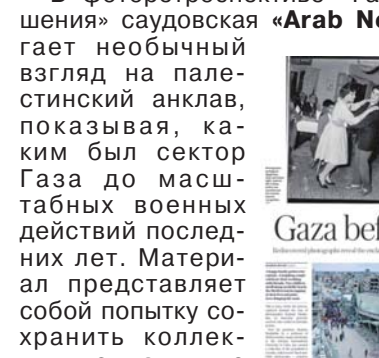 шения» саудовская «Arab Ne
гает необычный
взгляд на пале-
стинский анклав,
показывая, ка-
ким был сектор
Газа до масш-
табных военных
действий послед-
них лет. Матери-
ал представляет
собой попытку со-
хранить коллек-
Gaza bef